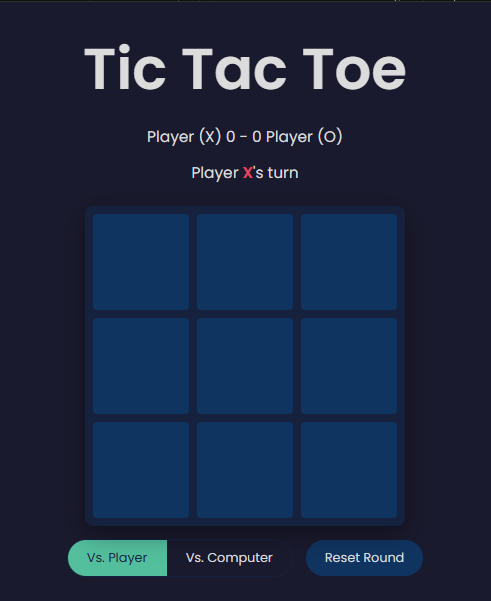 Tic Tac Toe
Player (X) 0 - 0 Player (O)
Player X's turn
Vs. Player Vs. Computer Reset Round